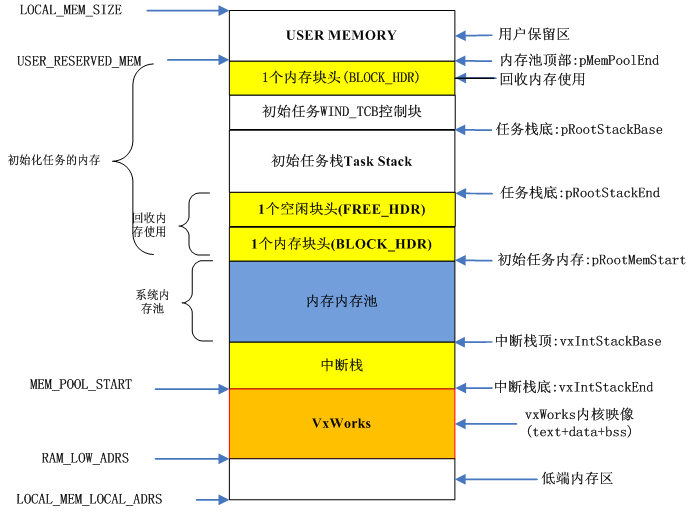 LOCAL_MEM_SIZE
USER MEMORY
用户保留区
USER_RESERVED_MEM
内存池顶部:pMemPoolEnd
1个内存块头(BLOCK_HDR)
回收内存使用
初始任务WIND_TCB控制块
任务栈底:pRootStackBase
初始化任务的内存
初始任务栈Task Stack
任务栈底:pRootStackEnd
1个空闲块头(FREE_HDR)
回收内
存使用
1个内存块头(BLOCK_HDR)
初始任务内存:pRootMemStart
系统内
存池
内存内存池
中断栈顶:vxIntStackBase
中断栈
MEM_POOL_START
中断栈底:vxIntStackEnd
VxWorks
vxWorks内核映像
(text+data+bss)
RAM_LOW_ADRS
低端内存区
LOCAL_MEM_LOCAL_ADRS